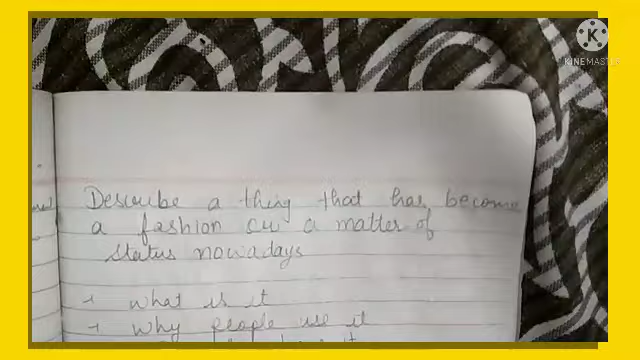 KINEMASTER
Describe a thing that has become
a fashion or a matter of
status nowadays
what is it
why people use it
it